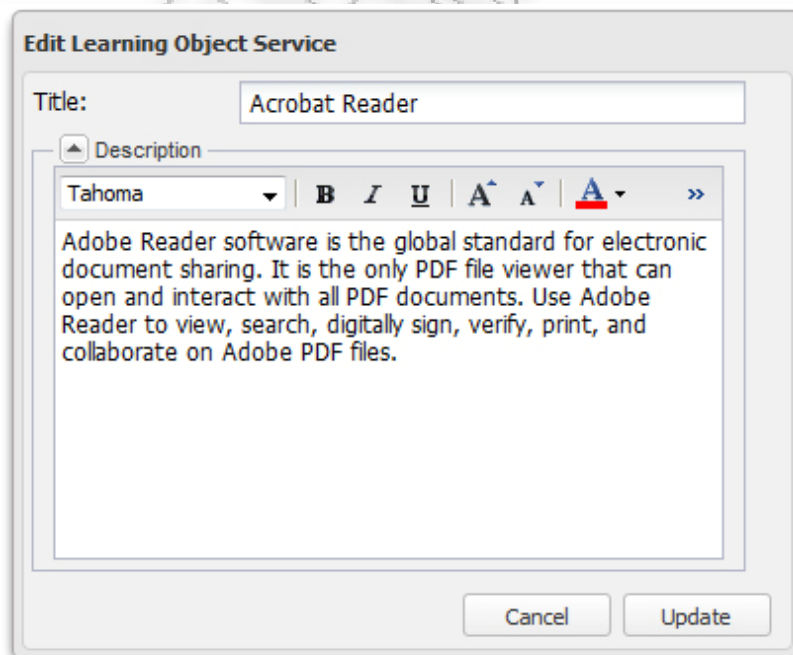 Edit Learning Object Service
Title: Acrobat Reader
Description
Tahoma B I U A A A »
Adobe Reader software is the global standard for electronic
document sharing. It is the only PDF file viewer that can
open and interact with all PDF documents. Use Adobe
Reader to view, search, digitally sign, verify, print, and
collaborate on Adobe PDF files.
Cancel Update